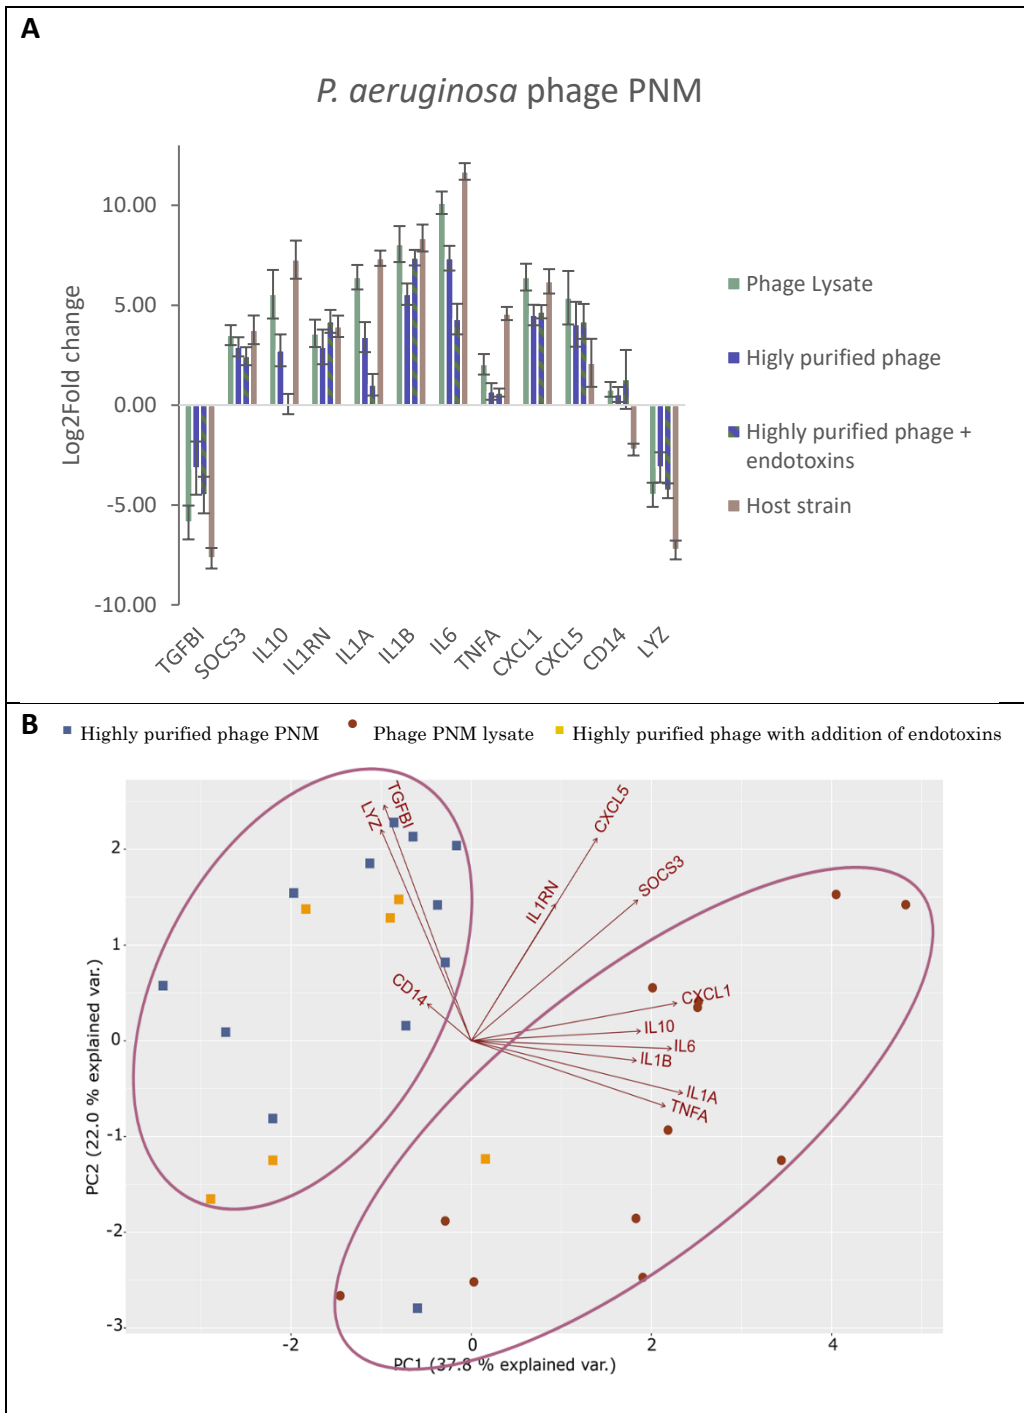 A
P. aeruginosa phage PNM
Log2Fold change
10.00
5.00
0.00
-5.00
-10.00
TGFBI
SOCS3
IL10
IL1RN
IL1A
IL1B
IL6
TNFA
CXCL1
CXCL5
CD14
LYZ
Phage Lysate
Higly purified phage
Highly purified phage +
endotoxins
Host strain
B
Highly purified phage PNM
Phage PNM lysate
Highly purified phage with addition of endotoxins
PC2 (22.0 % explained var.)
2
1
0
-1
-2
-3
TGFBI
LYZ
CXCL5
SOCS3
IL1RN
CD14
CXCL1
IL10
IL6
IL1B
IL1A
TNFA
-2
0
2
4
PC1 (37.8 % explained var.)